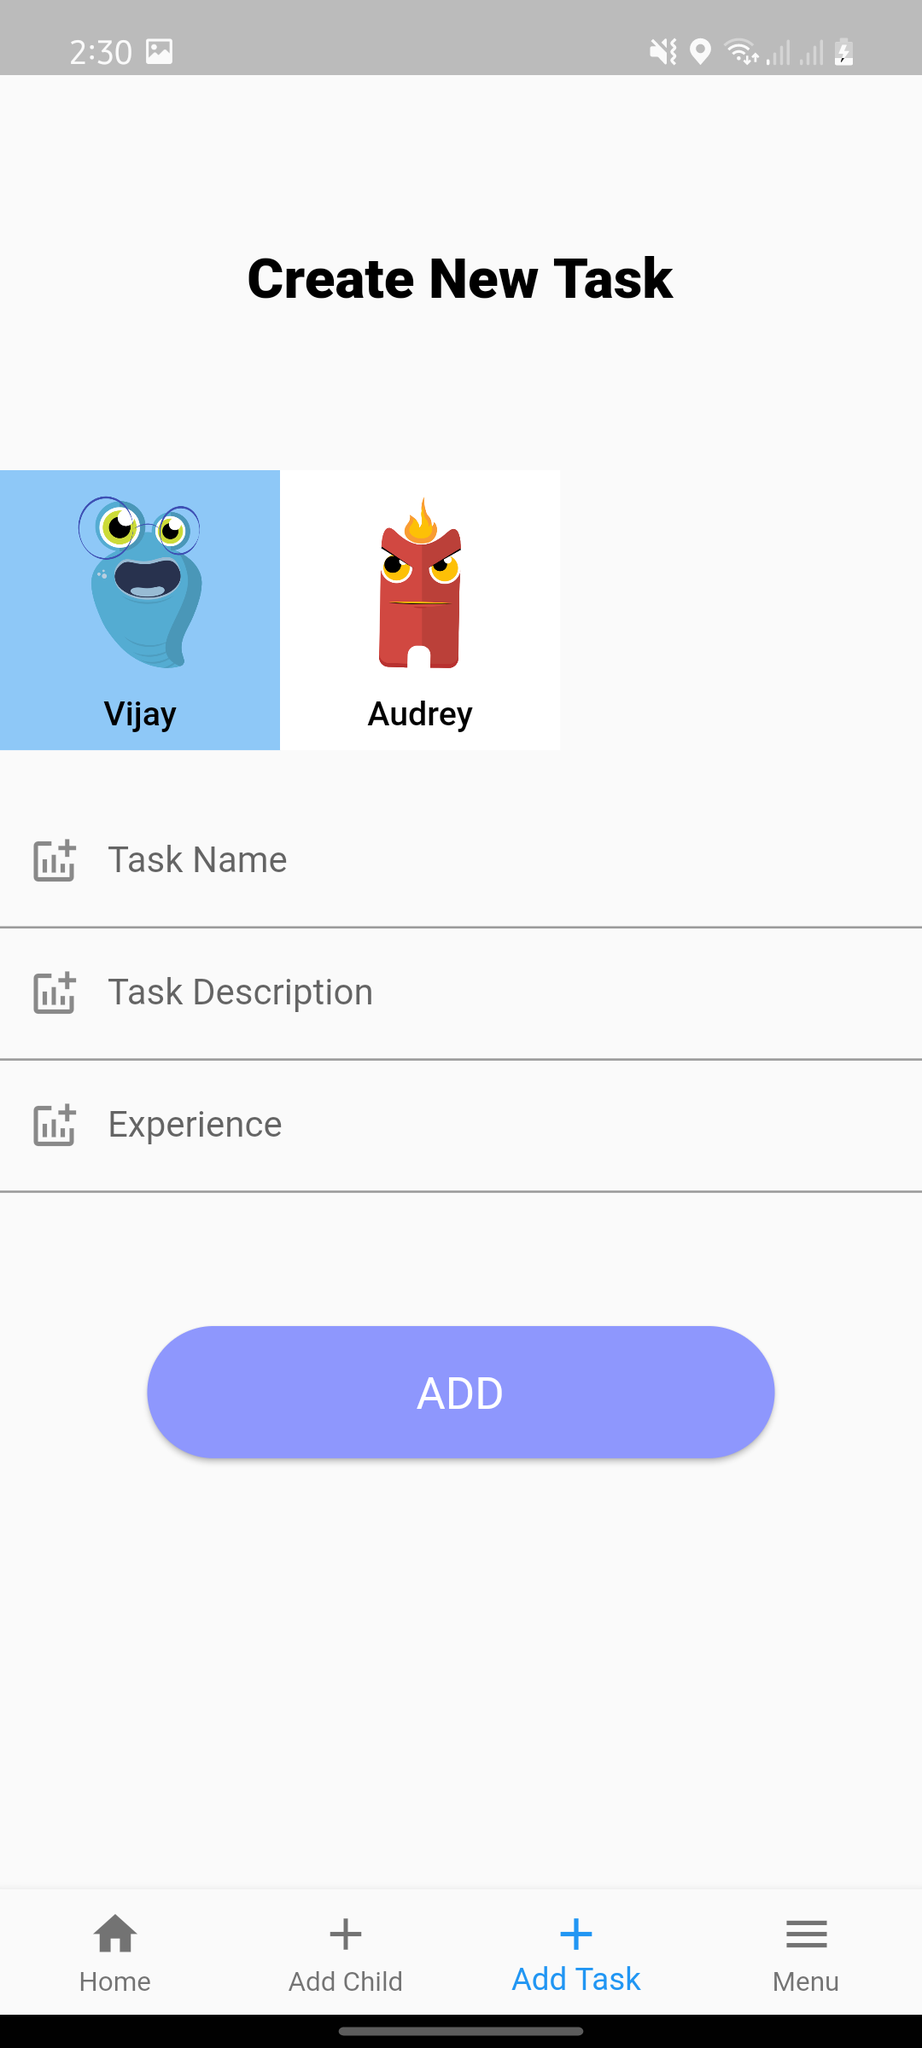 2:30
Create New Task
Vijay
Audrey
Task Name
Task Description
Experience
ADD
Home
Add Child
Add Task
Menu